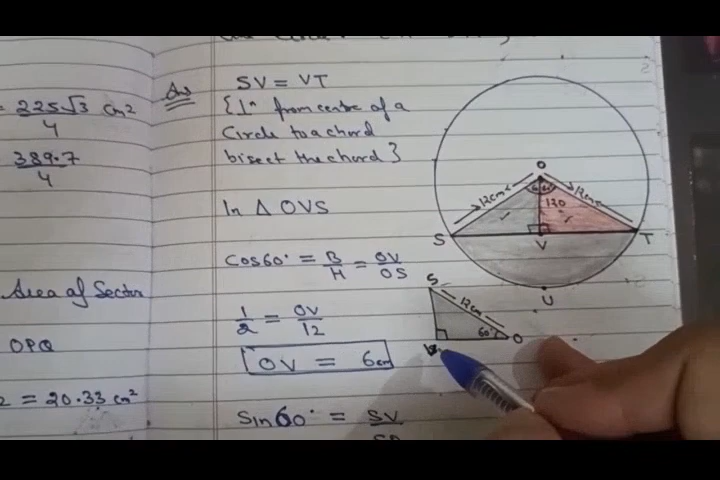 = 225√3 cm²
4
389.7
4
Area of Sector
OPQ
= 20.33 cm²
Ans
SV = VT
{⊥ⁿ from centre of a
Circle to a chord
bisect the chord}
In Δ OVS
Cos60° = B/H = OV/OS
1/2 = OV/12
OV = 6cm
Sin60° = SV
O
12cm
12cm
60
120
S
V
T
U
S
12cm
60°
O
V